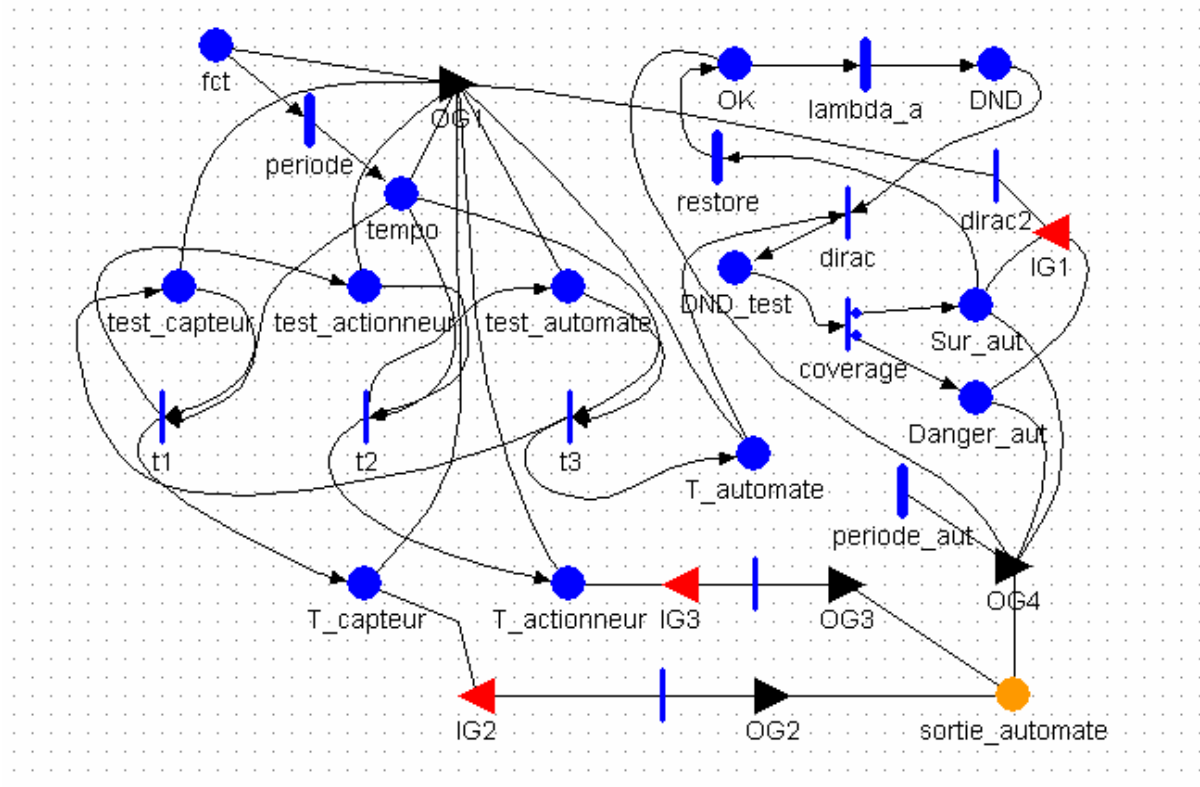 fct
OG1
OK
lambda_a
DND
periode
restore
dirac2
tempo
dirac
IG1
DND_test
test_capteur
test_actionneur
test_automate
Sur_aut
coverage
Danger_aut
t1
t2
t3
T_automate
periode_aut
OG4
T_capteur
T_actionneur
IG3
OG3
IG2
OG2
sortie_automate